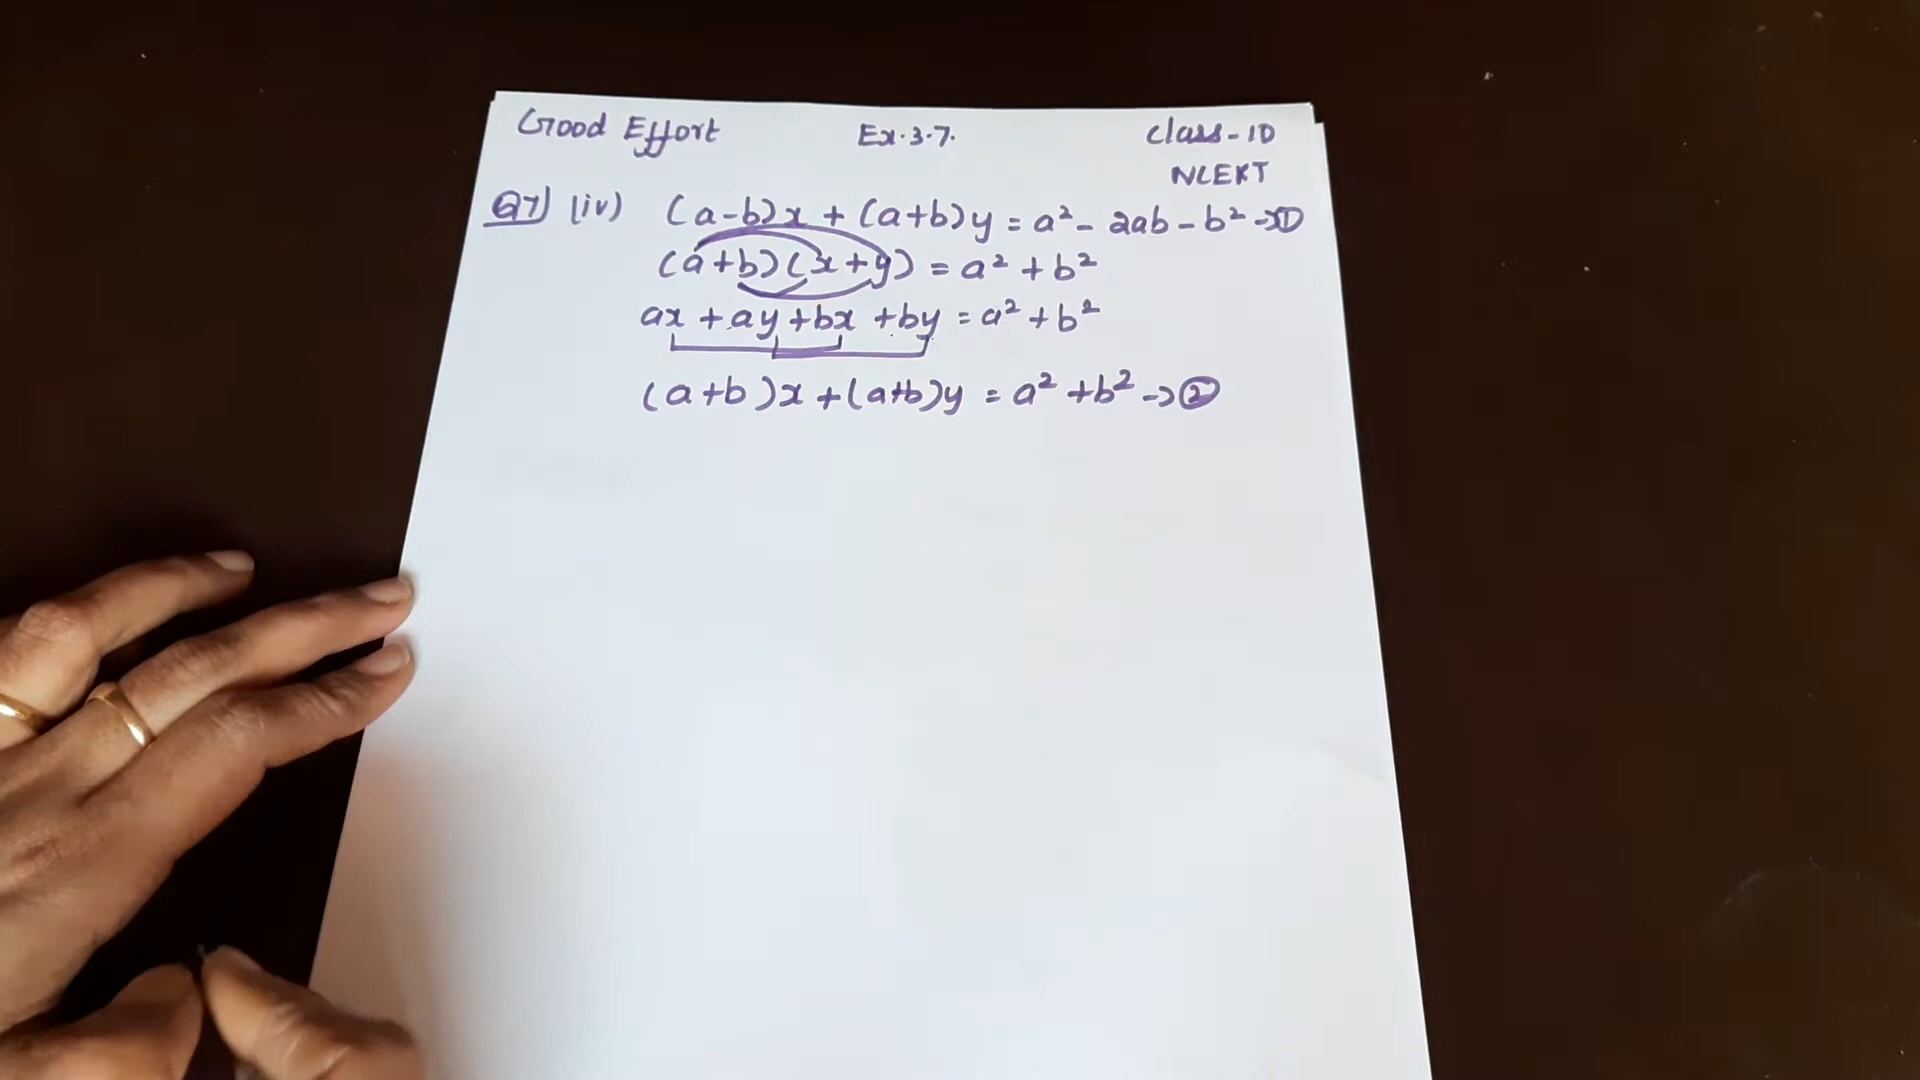 Good Effort Ex.3.7. Class-10
NCERT
Q7) (iv) (a-b)x + (a+b)y = a² - 2ab - b² → ①
(a+b)(x+y) = a² + b²
ax + ay + bx + by = a² + b²
(a+b)x + (a+b)y = a² + b² → ②